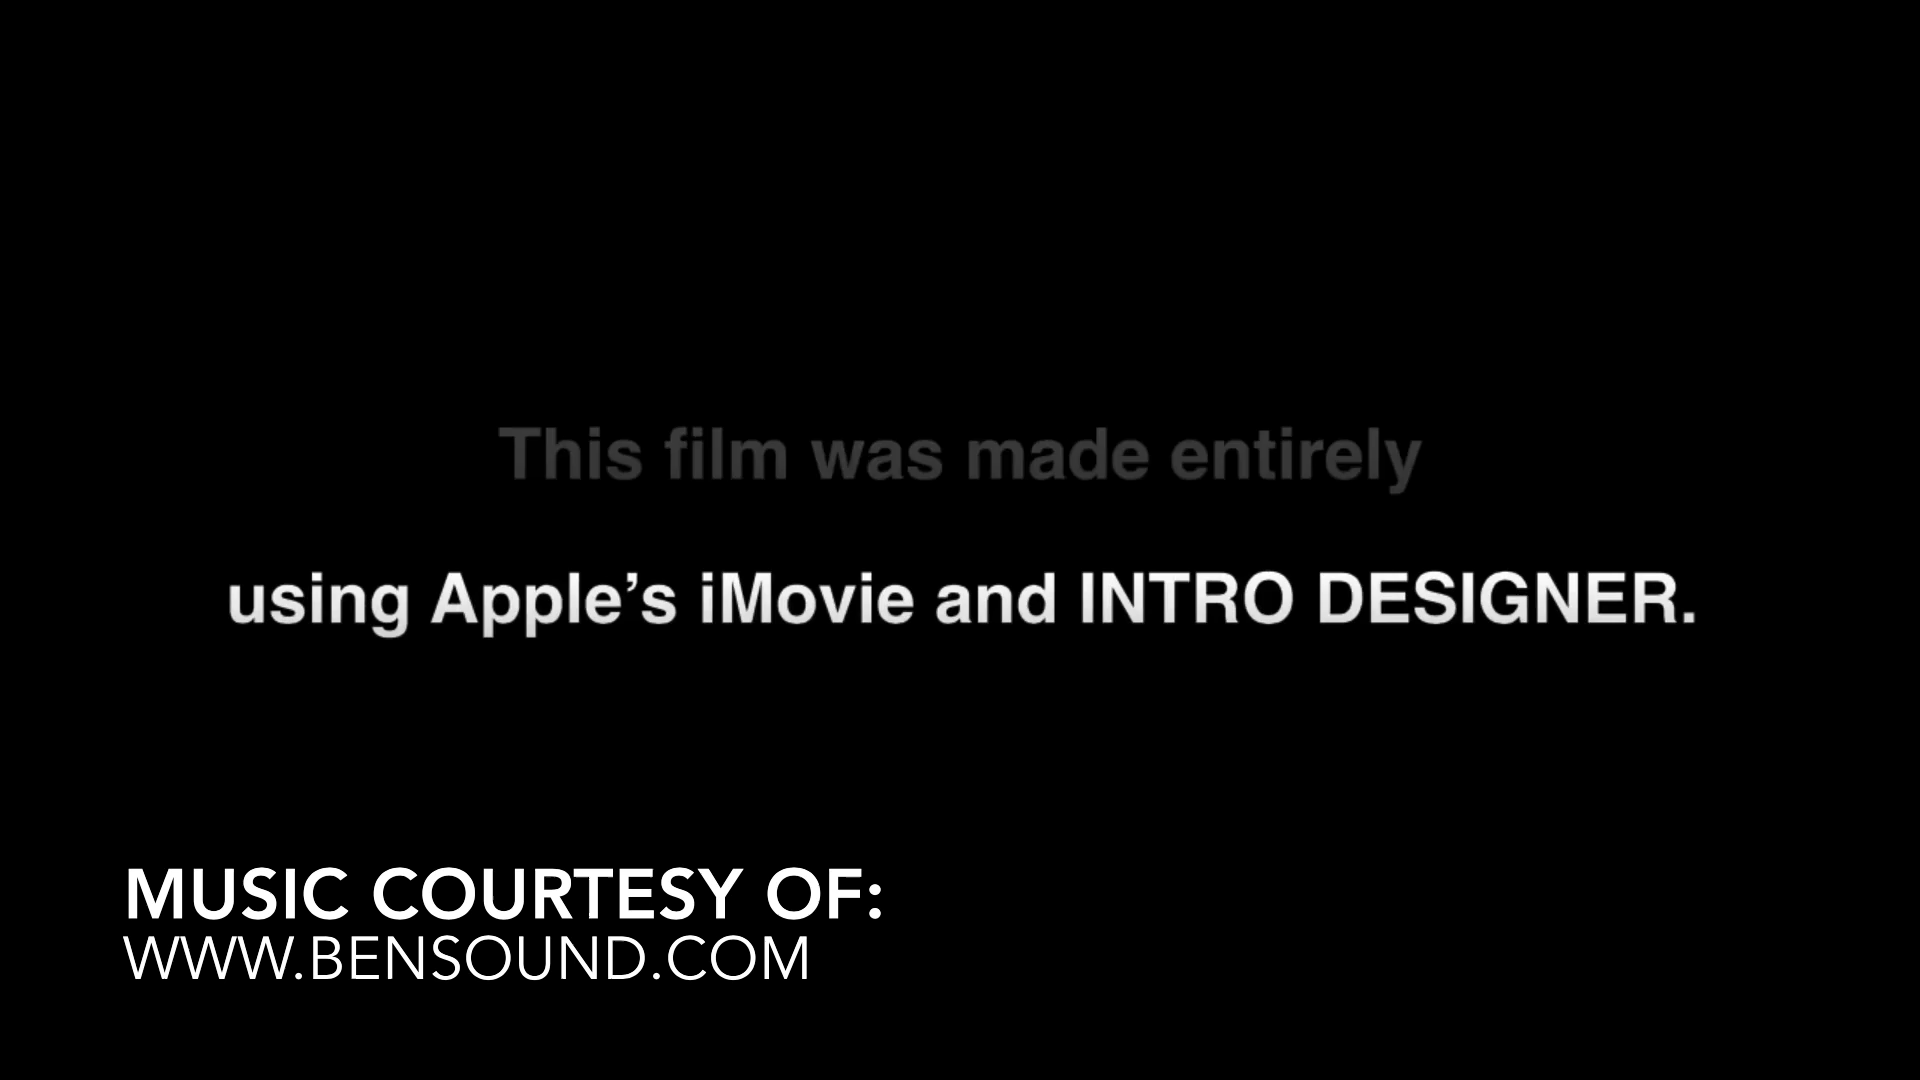 This film was made entirely
using Apple’s iMovie and INTRO DESIGNER.
MUSIC COURTESY OF:
WWW.BENSOUND.COM